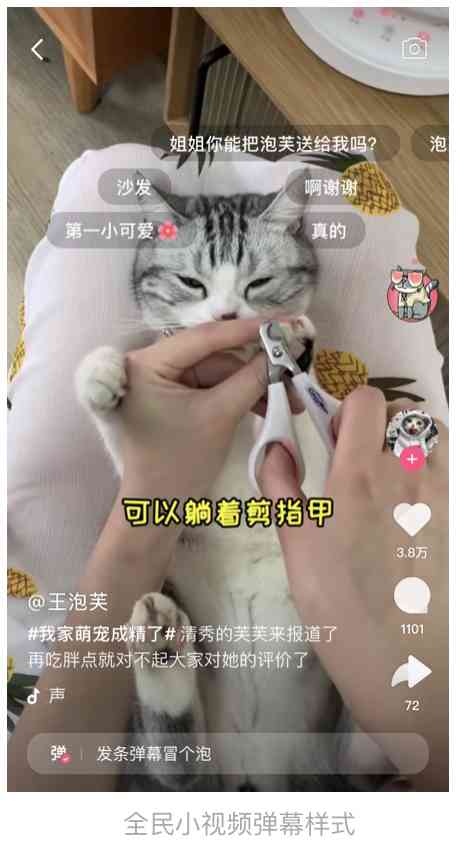 姐姐你能把泡芙送给我吗?
泡
沙发
啊谢谢
第一小可爱🌸
真的
可以躺着剪指甲
3.8万
1101
72
@王泡芙
#我家萌宠成精了# 清秀的芙芙来报道了
再吃胖点就对不起大家对她的评价了
声
弹 发条弹幕冒个泡
全民小视频弹幕样式